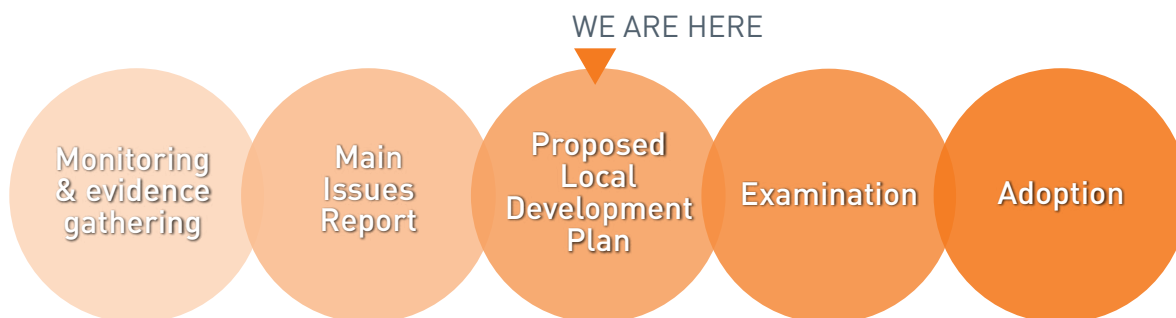 WE ARE HERE
Monitoring
& evidence
gathering
Main
Issues
Report
Proposed
Local
Development
Plan
Examination
Adoption